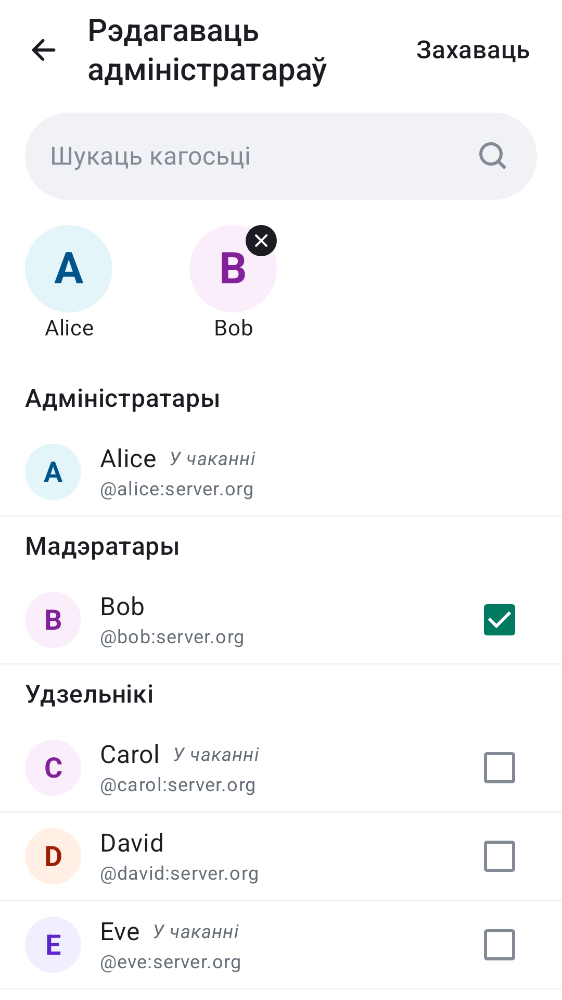 Рэдагаваць
адміністратараў
Захаваць
Шукаць кагосьці
A
B
Alice
Bob
Адміністратары
A
Alice У чаканні
@alice:server.org
Мадэратары
B
Bob
@bob:server.org
Удзельнікі
C
Carol У чаканні
@carol:server.org
D
David
@david:server.org
E
Eve У чаканні
@eve:server.org